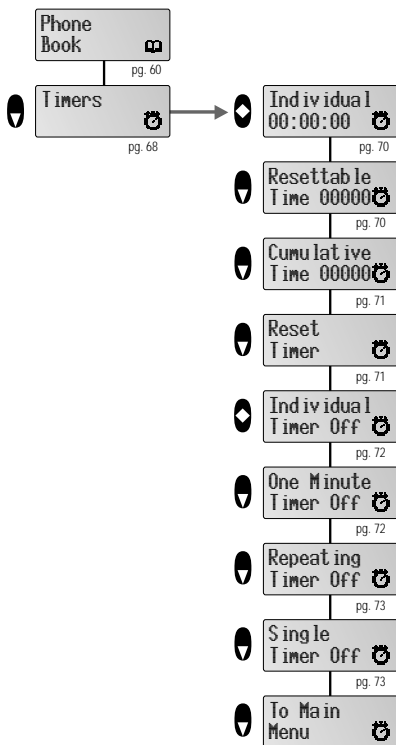 Phone
Book
pg. 60
Timers
pg. 68
Individual
00:00:00
pg. 70
Resettable
Time 00000
pg. 70
Cumulative
Time 00000
pg. 71
Reset
Timer
pg. 71
Individual
Timer Off
pg. 72
One Minute
Timer Off
pg. 72
Repeating
Timer Off
pg. 73
Single
Timer Off
pg. 73
To Main
Menu